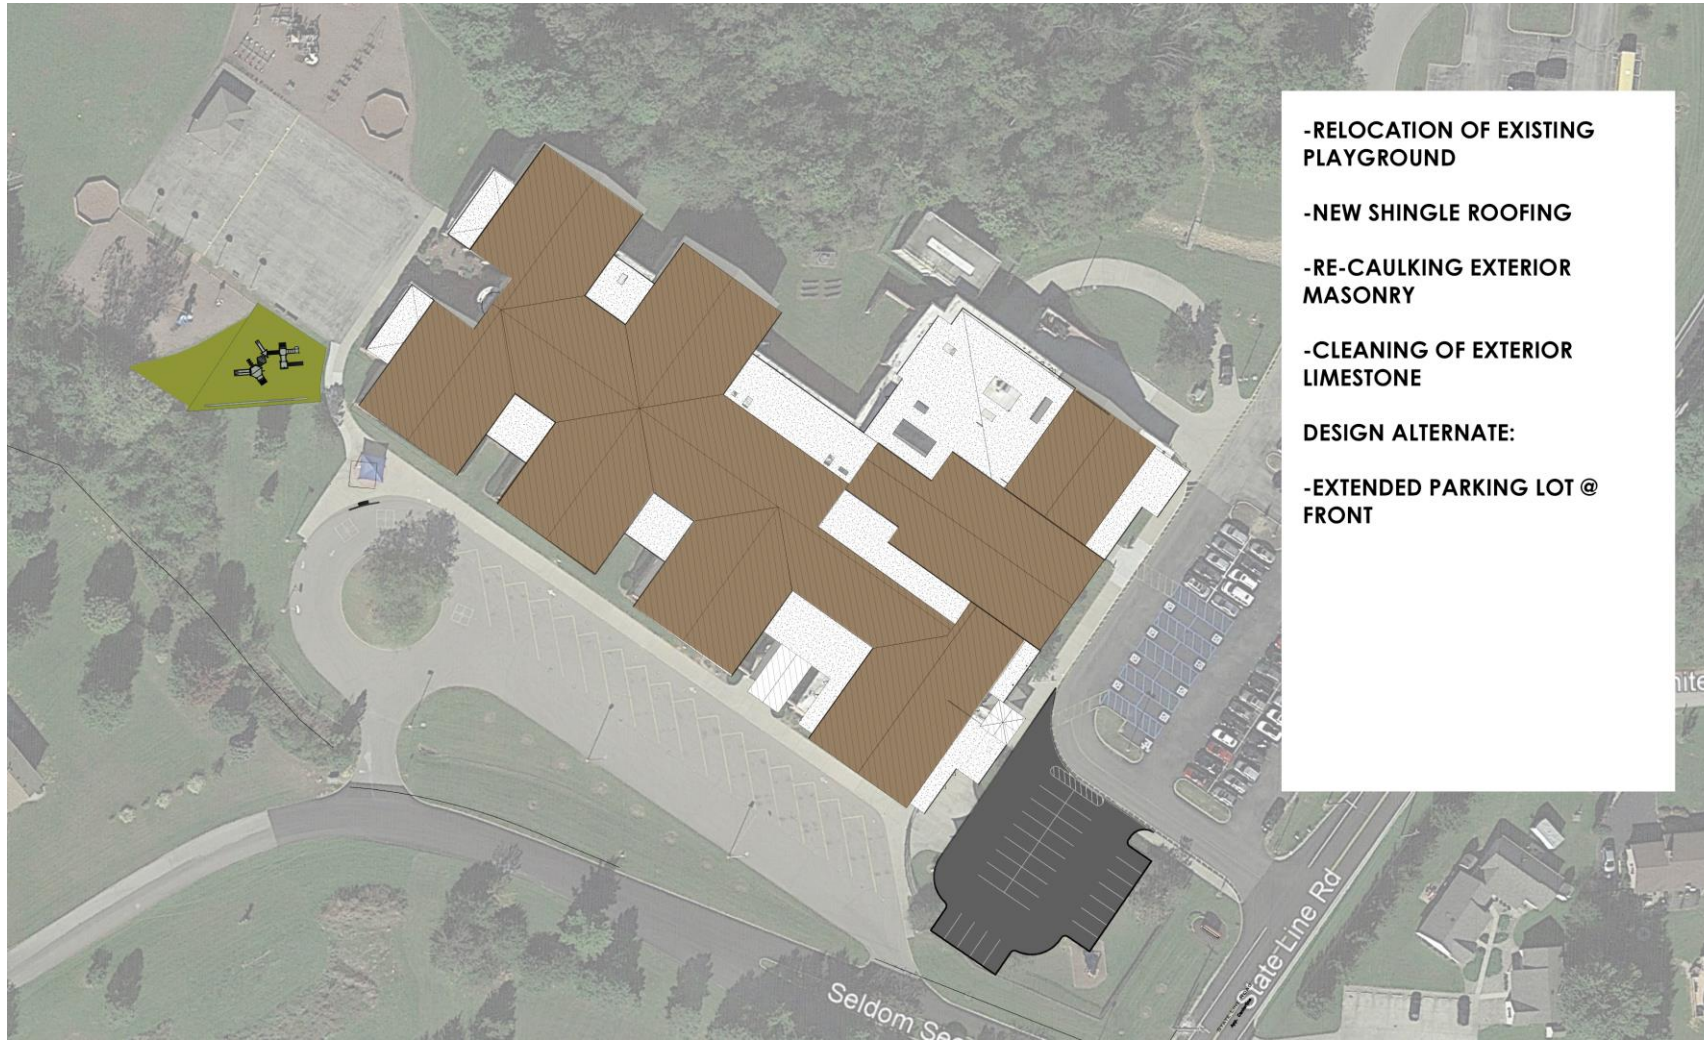 -RELOCATION OF EXISTING
PLAYGROUND
-NEW SHINGLE ROOFING
-RE-CAULKING EXTERIOR
MASONRY
-CLEANING OF EXTERIOR
LIMESTONE
DESIGN ALTERNATE:
-EXTENDED PARKING LOT @
FRONT
State Line Rd
Seldom